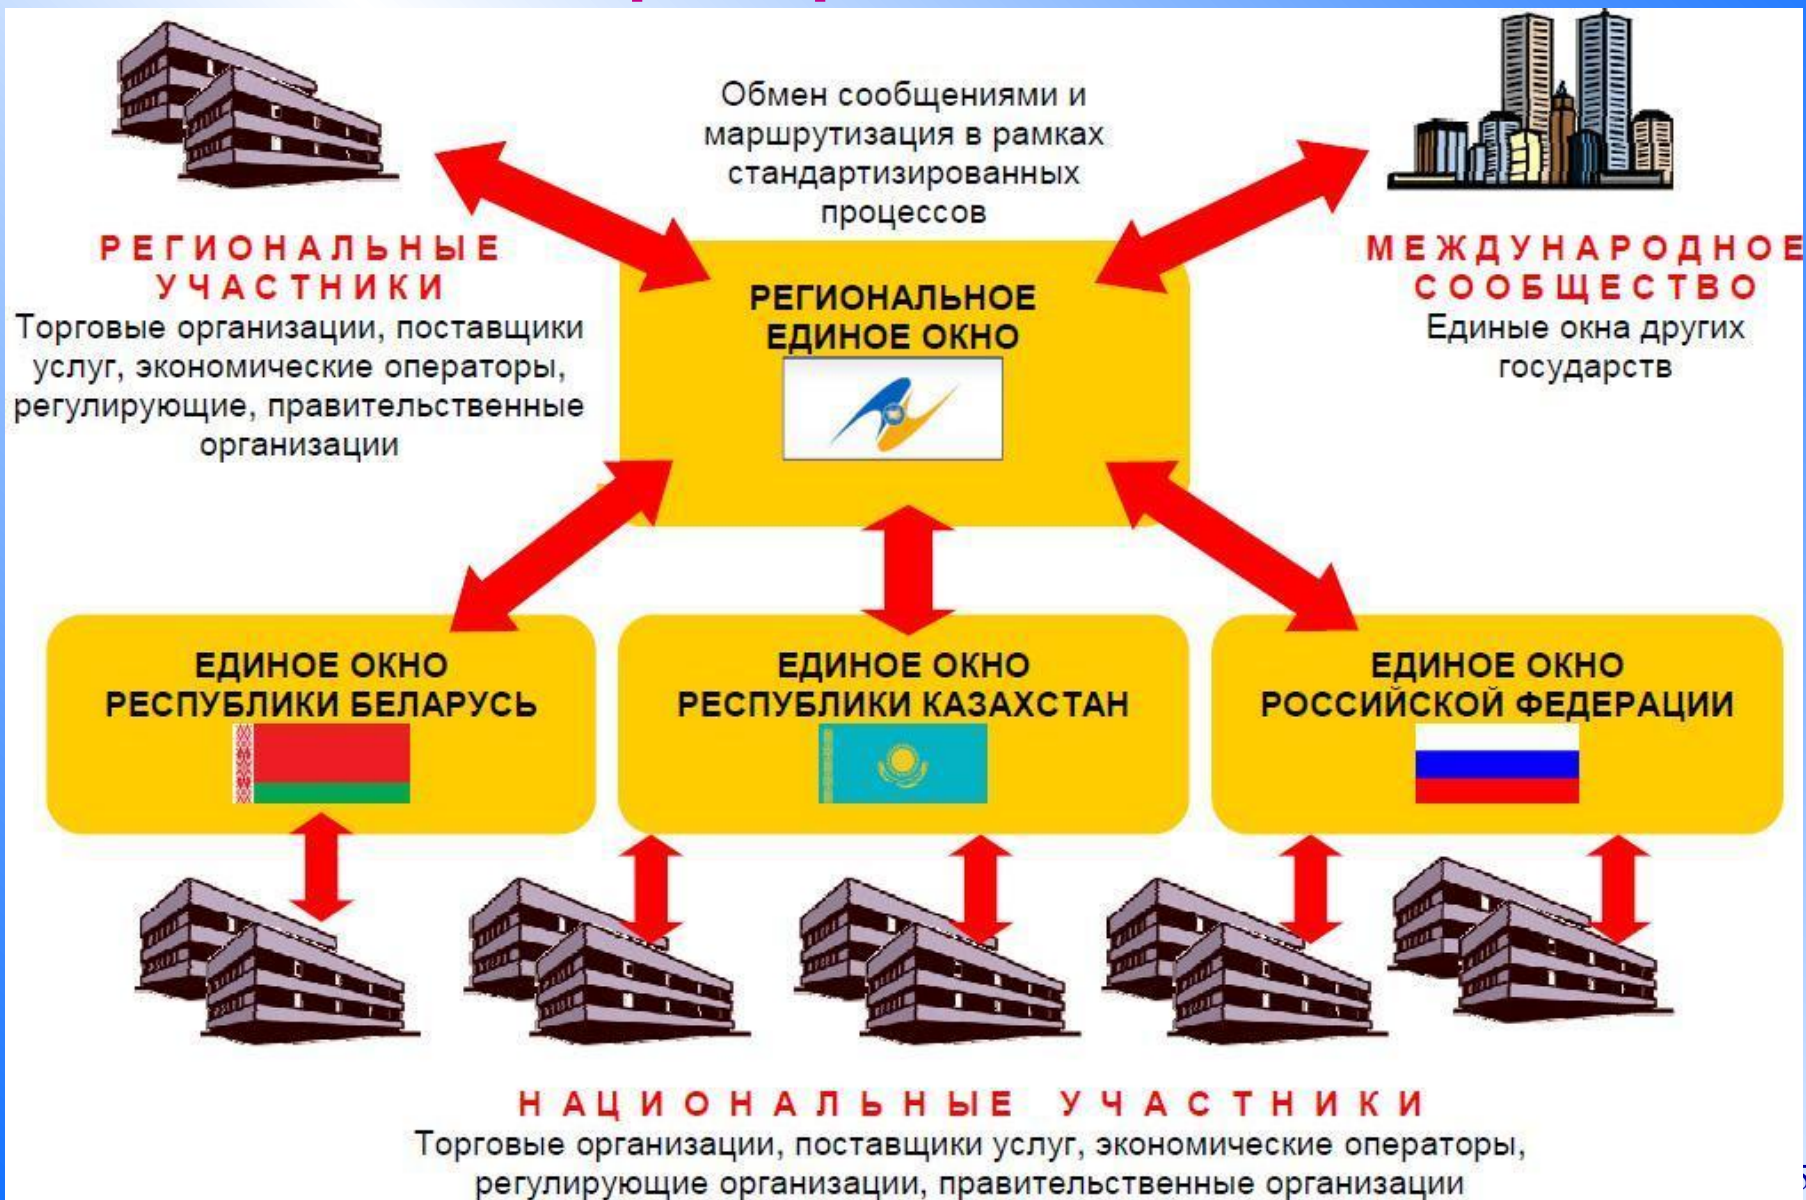 Обмен сообщениями и
маршрутизация в рамках
стандартизированных
процессов
РЕГИОНАЛЬНЫЕ
УЧАСТНИКИ
Торговые организации, поставщики
услуг, экономические операторы,
регулирующие, правительственные
организации
РЕГИОНАЛЬНОЕ
ЕДИНОЕ ОКНО
МЕЖДУНАРОДНОЕ
СООБЩЕСТВО
Единые окна других
государств
ЕДИНОЕ ОКНО
РЕСПУБЛИКИ БЕЛАРУСЬ
ЕДИНОЕ ОКНО
РЕСПУБЛИКИ КАЗАХСТАН
ЕДИНОЕ ОКНО
РОССИЙСКОЙ ФЕДЕРАЦИИ
НАЦИОНАЛЬНЫЕ УЧАСТНИКИ
Торговые организации, поставщики услуг, экономические операторы,
регулирующие организации, правительственные организации